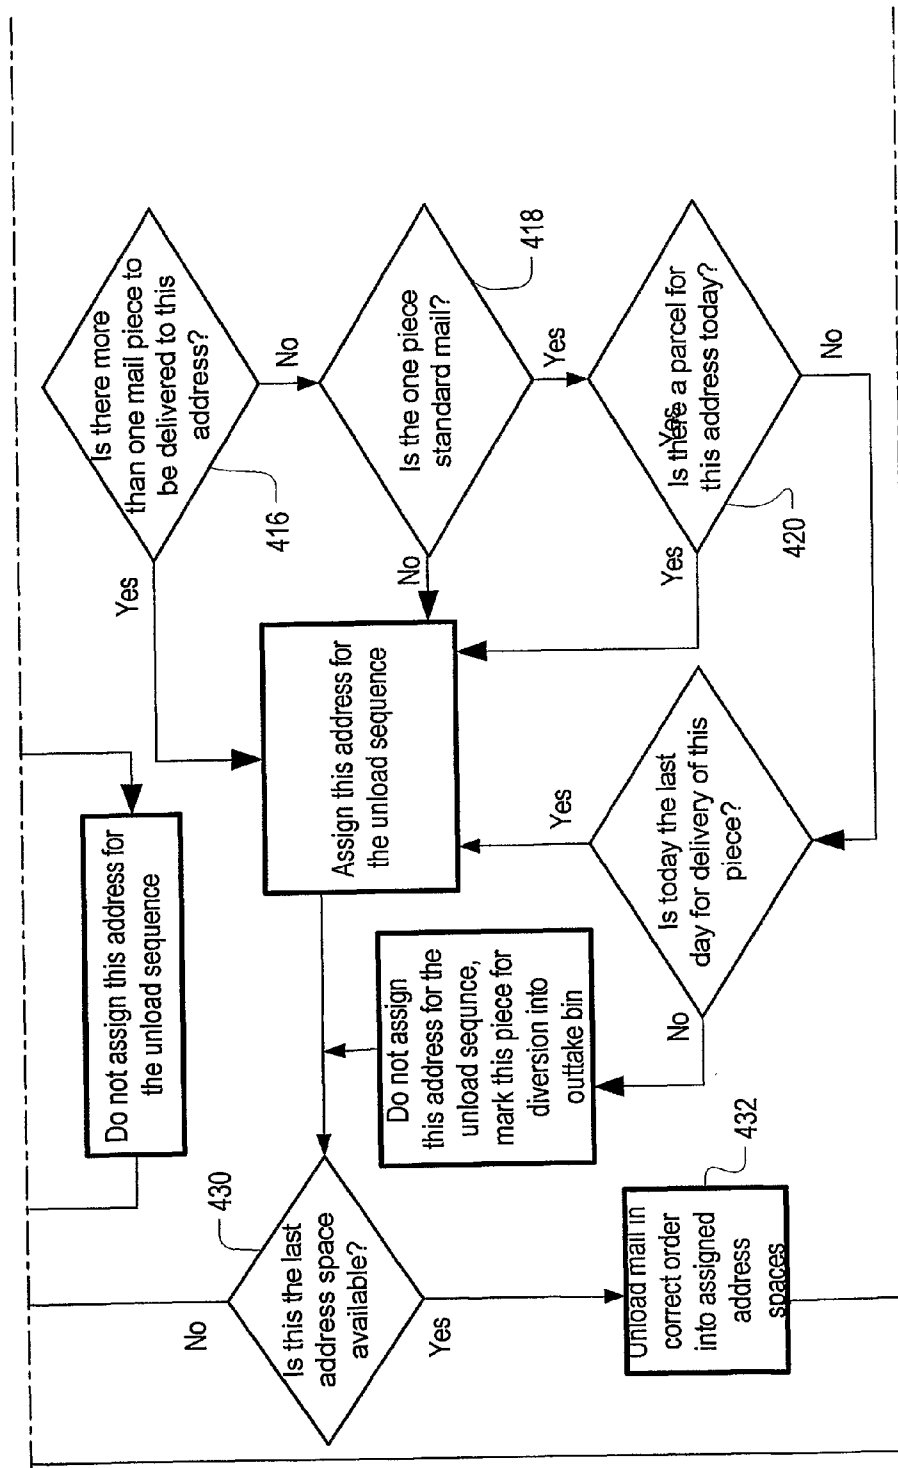 Is there more
than one mail piece to
be delivered to this
address?
416
Yes
No
Is the one piece
standard mail?
418
No
Yes
Yes
Is there a parcel for
this address today?
420
Yes
No
Do not assign this address for
the unload sequence
Assign this address for
the unload sequence
Yes
Is today the last
day for delivery of this
piece?
No
Do not assign
this address for the
unload sequnce,
mark this piece for
diversion into
outtake bin
430
Is this the last
address space
available?
No
Yes
432
Unload mail in
correct order
into assigned
address
spaces